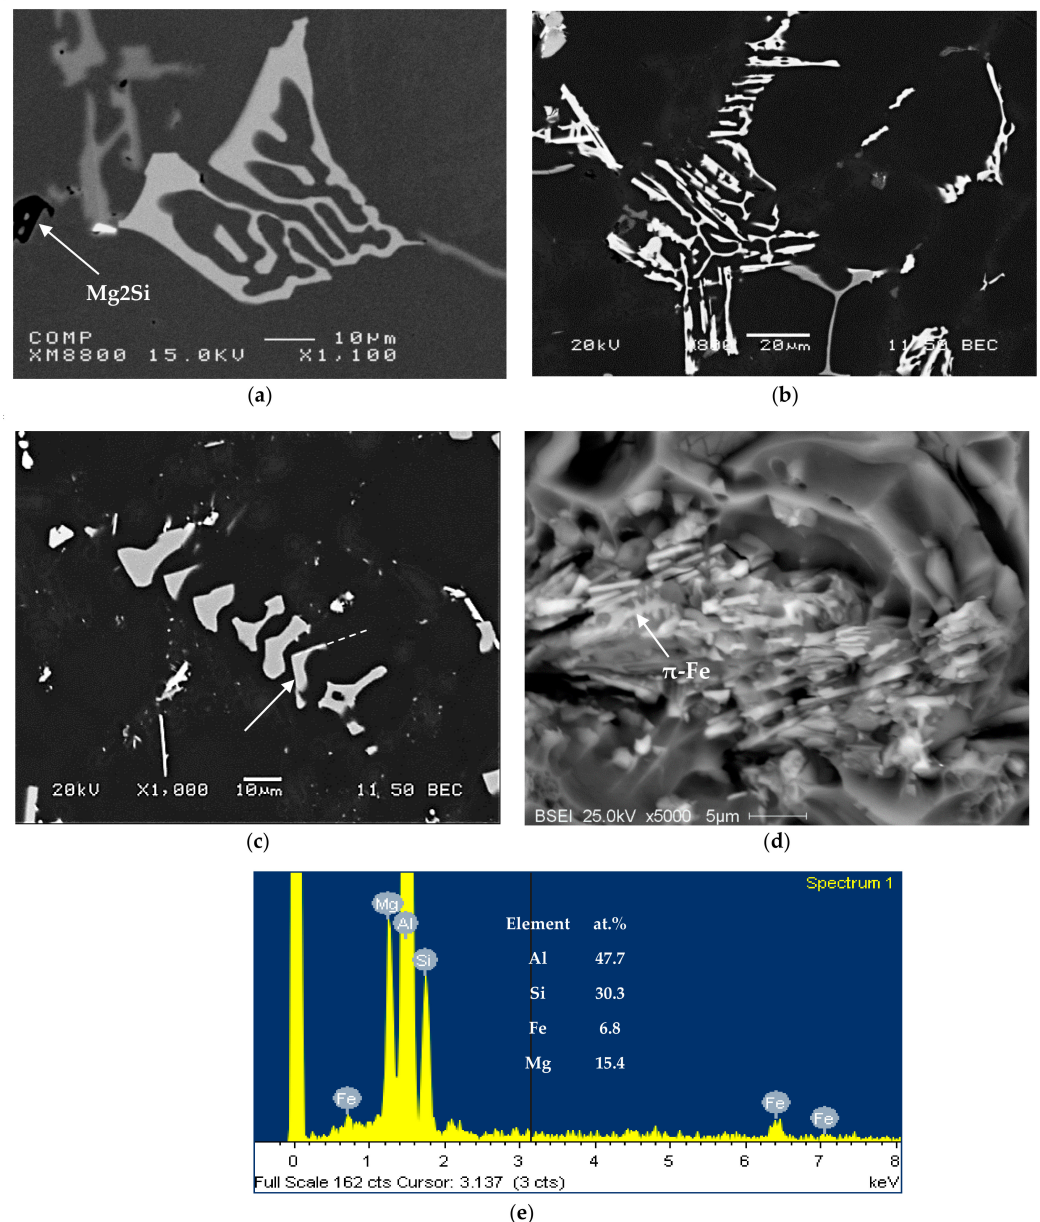 Mg2Si
COMP 10µm
XM8800 15.0KV X1,100
(a)
20kV X800 20µm 11 50 BEC
(b)
20kV X1,000 10µm 11 50 BEC
(c)
π-Fe
BSEI 25.0kV x5000 5µm
(d)
Spectrum 1
Mg
Al
Si
Fe
Fe
Fe
Element at.%
Al 47.7
Si 30.3
Fe 6.8
Mg 15.4
0 1 2 3 4 5 6 7 8
Full Scale 162 cts Cursor: 3.137 (3 cts) keV
(e)